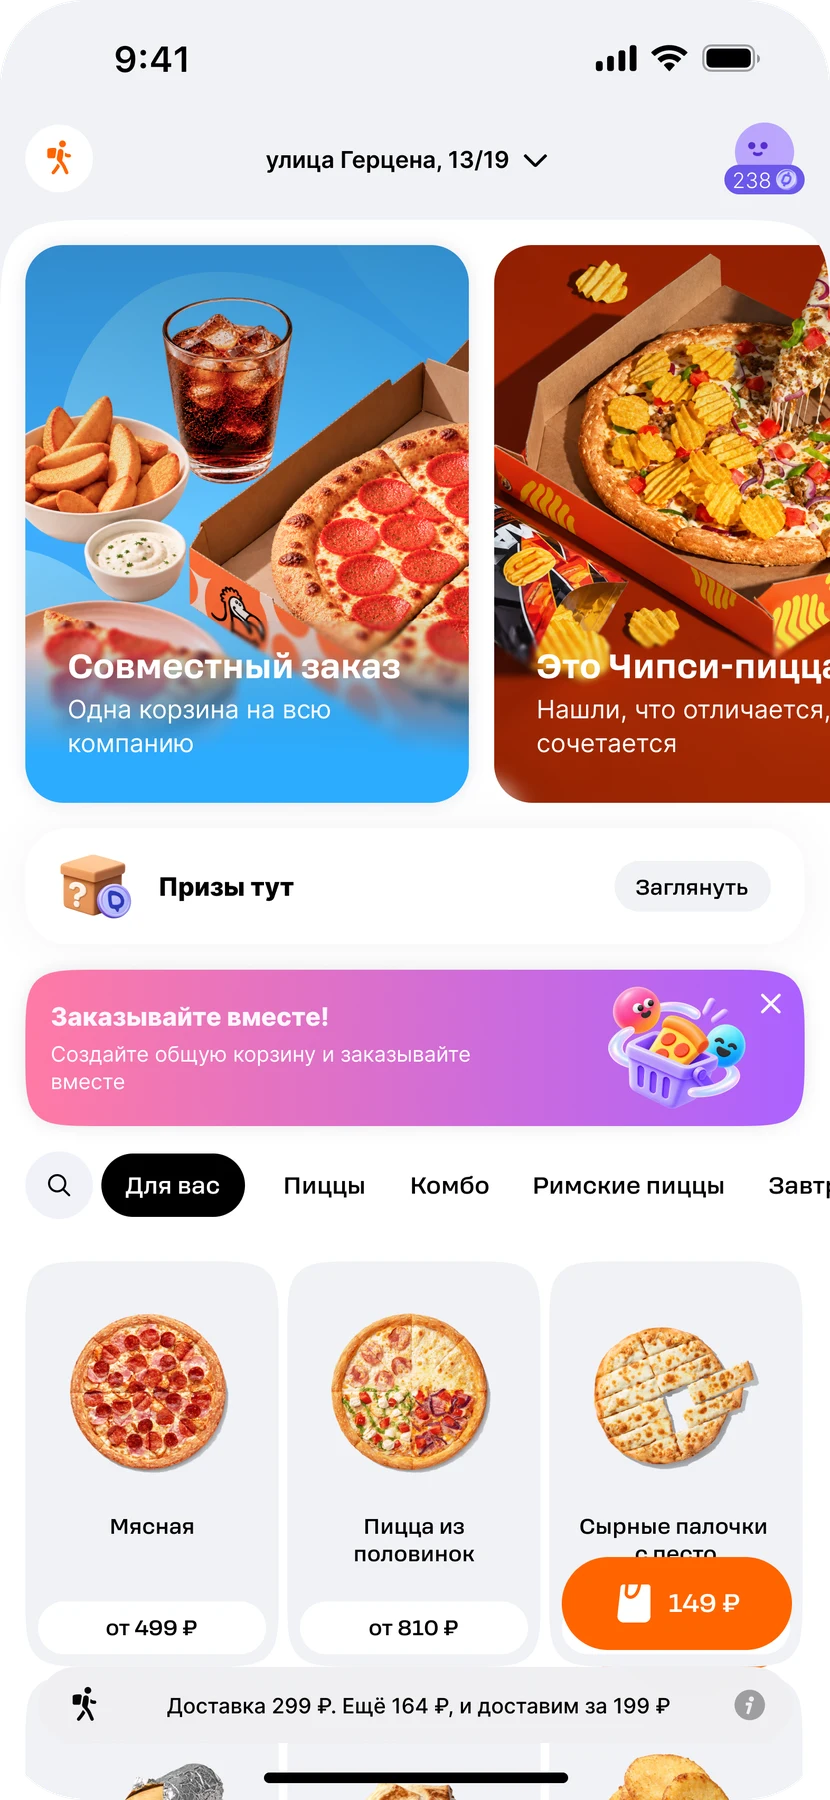 9:41
улица Герцена, 13/19
238
Совместный заказ
Одна корзина на всю
компанию
Это Чипси-пицца
Нашли, что отличается,
сочетается
Призы тут
Заглянуть
Заказывайте вместе!
Создайте общую корзину и заказывайте
вместе
Для вас
Пиццы
Комбо
Римские пиццы
Мясная
Пицца из
половинок
Сырные палочки
с песто
от 499 ₽
от 810 ₽
149 ₽
Доставка 299 ₽. Ещё 164 ₽, и доставим за 199 ₽